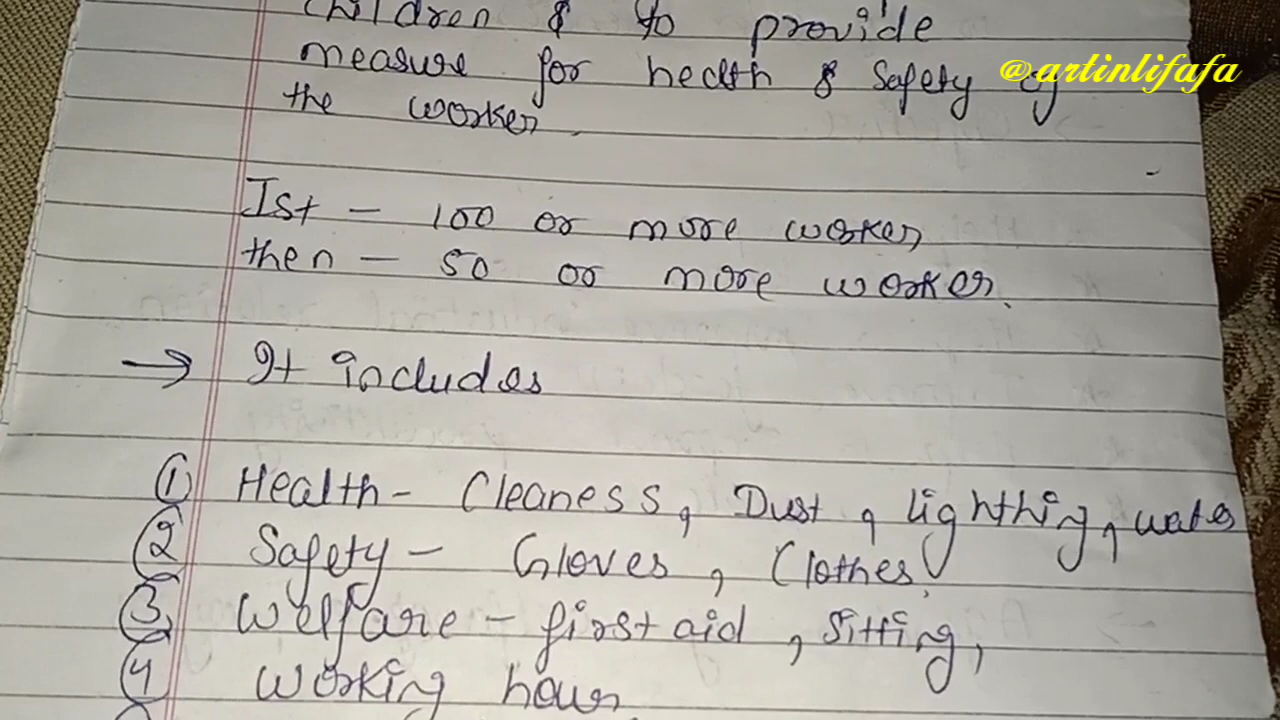 children & to provide
measure for health & Safety of
@artinlifafa
the worker.
Ist - 100 or more worker,
then - 50 or more worker.
→ It includes
① Health - Cleaness, Dust, lighthing, water
② Safety - Gloves, Clothes.
③ Welfare - first aid, Sitting,
④ Working hour